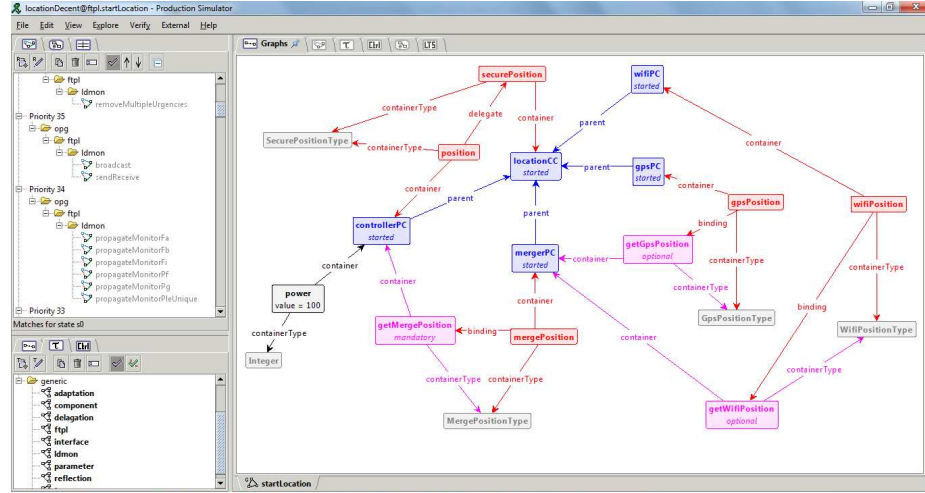 locationDecent@ftpl.startLocation - Production Simulator
File Edit View Explore Verify External Help
ftpl
ldmon
removeMultipleUrgencies
Priority 35
opg
ftpl
ldmon
broadcast
sendReceive
Priority 34
opg
ftpl
ldmon
propagateMonitorFa
propagateMonitorFb
propagateMonitorFi
propagateMonitorPf
propagateMonitorPg
propagateMonitorPleUnique
Priority 33
Matches for state s0
generic
adaptation
component
delagation
ftpl
interface
ldmon
parameter
reflection
Graphs
Ctrl
LTS
securePosition
wifiPC
started
containerType
delegate
container
parent
container
SecurePositionType
containerType
position
locationCC
started
parent
gpsPC
started
container
container
parent
gpsPosition
wifiPosition
controllerPC
started
parent
binding
getGpsPosition
optional
mergerPC
started
container
container
containerType
containerType
container
containerType
power
value = 100
container
binding
GpsPositionType
WifiPositionType
containerType
getMergePosition
mandatory
binding
mergePosition
container
Integer
containerType
containerType
containerType
getWifiPosition
optional
MergePositionType
startLocation